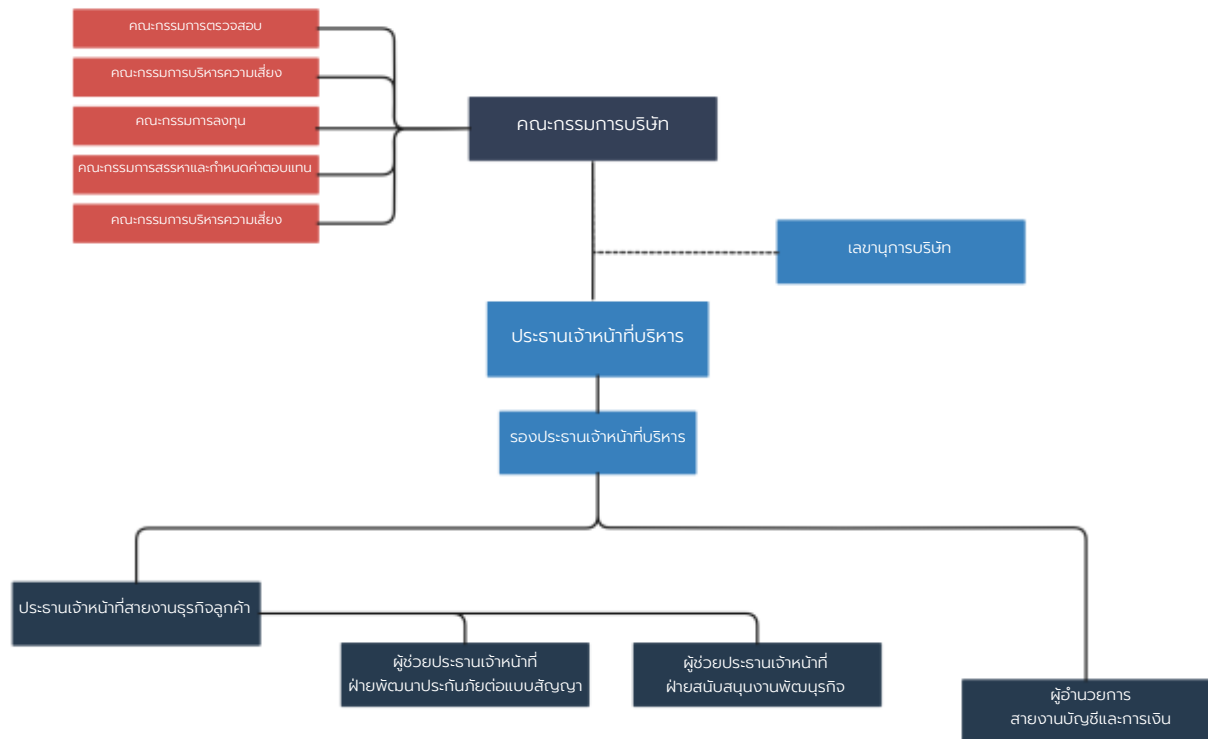 คณะกรรมการตรวจสอบ
คณะกรรมการบริหารความเสี่ยง
คณะกรรมการลงทุน
คณะกรรมการสรรหาและกำหนดค่าตอบแทน
คณะกรรมการบริหารความเสี่ยง
คณะกรรมการบริษัท
เลขานุการบริษัท
ประธานเจ้าหน้าที่บริหาร
รองประธานเจ้าหน้าที่บริหาร
ประธานเจ้าหน้าที่สายงานธุรกิจลูกค้า
ผู้ช่วยประธานเจ้าหน้าที่
ฝ่ายพัฒนาประกันภัยต่อแบบสัญญา
ผู้ช่วยประธานเจ้าหน้าที่
ฝ่ายสนับสนุนงานพัฒนุรกิจ
ผู้อำนวยการ
สายงานบัญชีและการเงิน